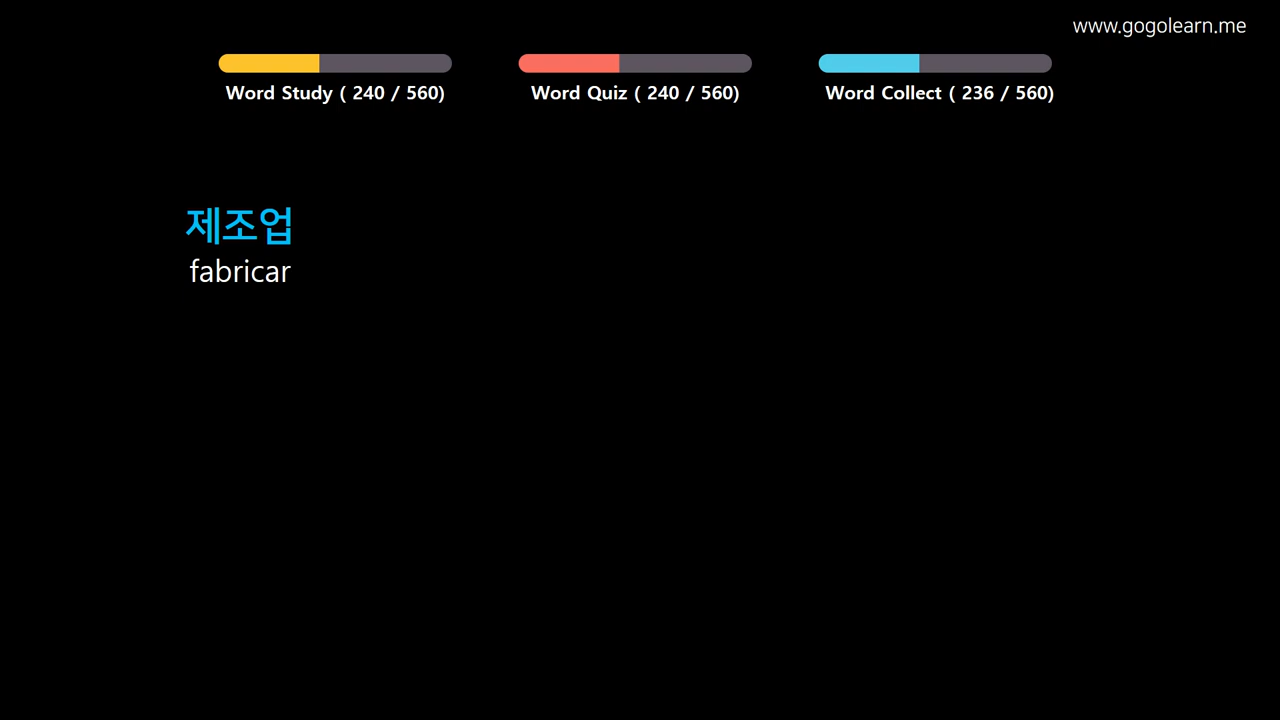 www.gogolearn.me
Word Study ( 240 / 560)
Word Quiz ( 240 / 560)
Word Collect ( 236 / 560)
제조업
fabricar